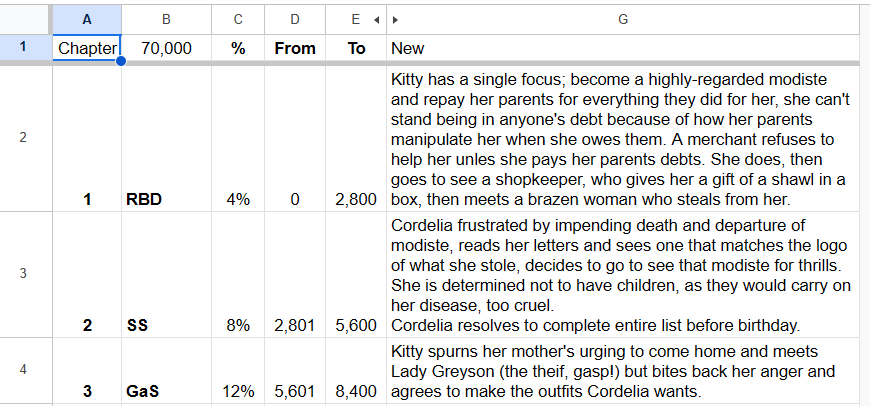 A B C D E G
1 Chapter 70,000 % From To New
Kitty has a single focus; become a highly-regarded modiste
and repay her parents for everything they did for her, she can't
stand being in anyone's debt because of how her parents
manipulate her when she owes them. A merchant refuses to
help her unles she pays her parents debts. She does, then
goes to see a shopkeeper, who gives her a gift of a shawl in a
2 1 RBD 4% 0 2,800 box, then meets a brazen woman who steals from her.
Cordelia frustrated by impending death and departure of
modiste, reads her letters and sees one that matches the logo
of what she stole, decides to go to see that modiste for thrills.
She is determined not to have children, as they would carry on
her disease, too cruel.
3 2 SS 8% 2,801 5,600 Cordelia resolves to complete entire list before birthday.
Kitty spurns her mother's urging to come home and meets
Lady Greyson (the theif, gasp!) but bites back her anger and
4 3 GaS 12% 5,601 8,400 agrees to make the outfits Cordelia wants.